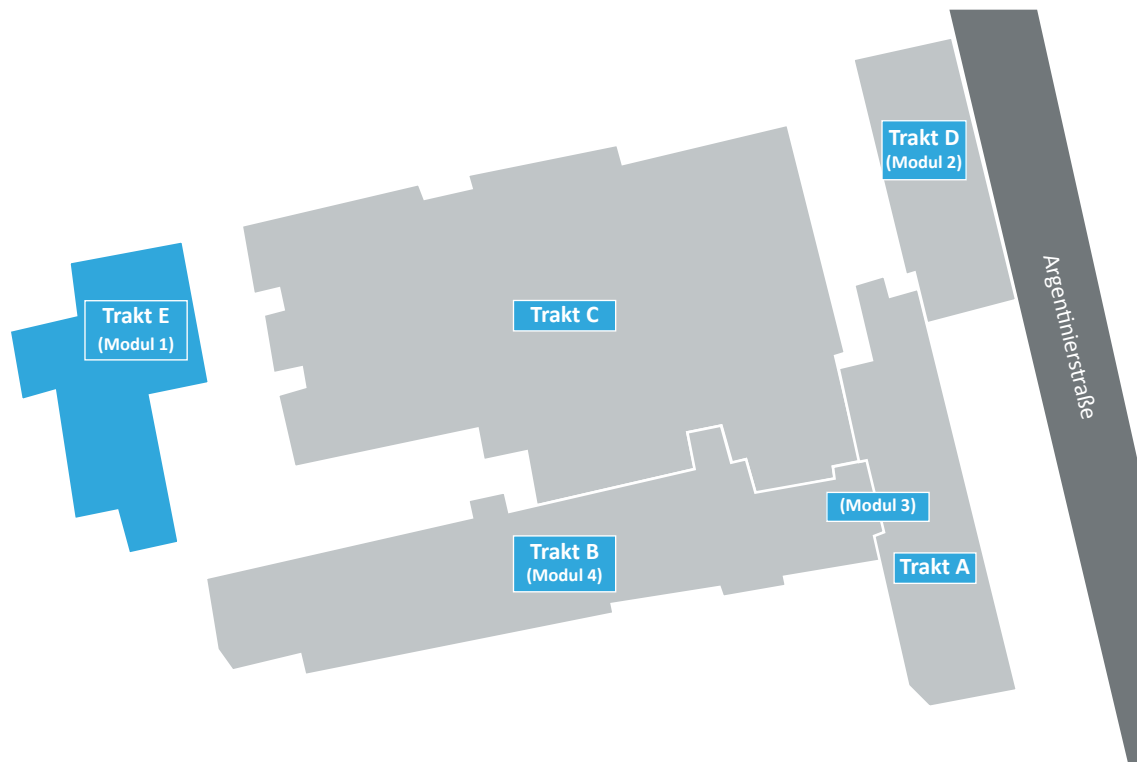 Trakt D
(Modul 2)
Argentinierstraße
Trakt E
(Modul 1)
Trakt C
(Modul 3)
Trakt B
(Modul 4)
Trakt A